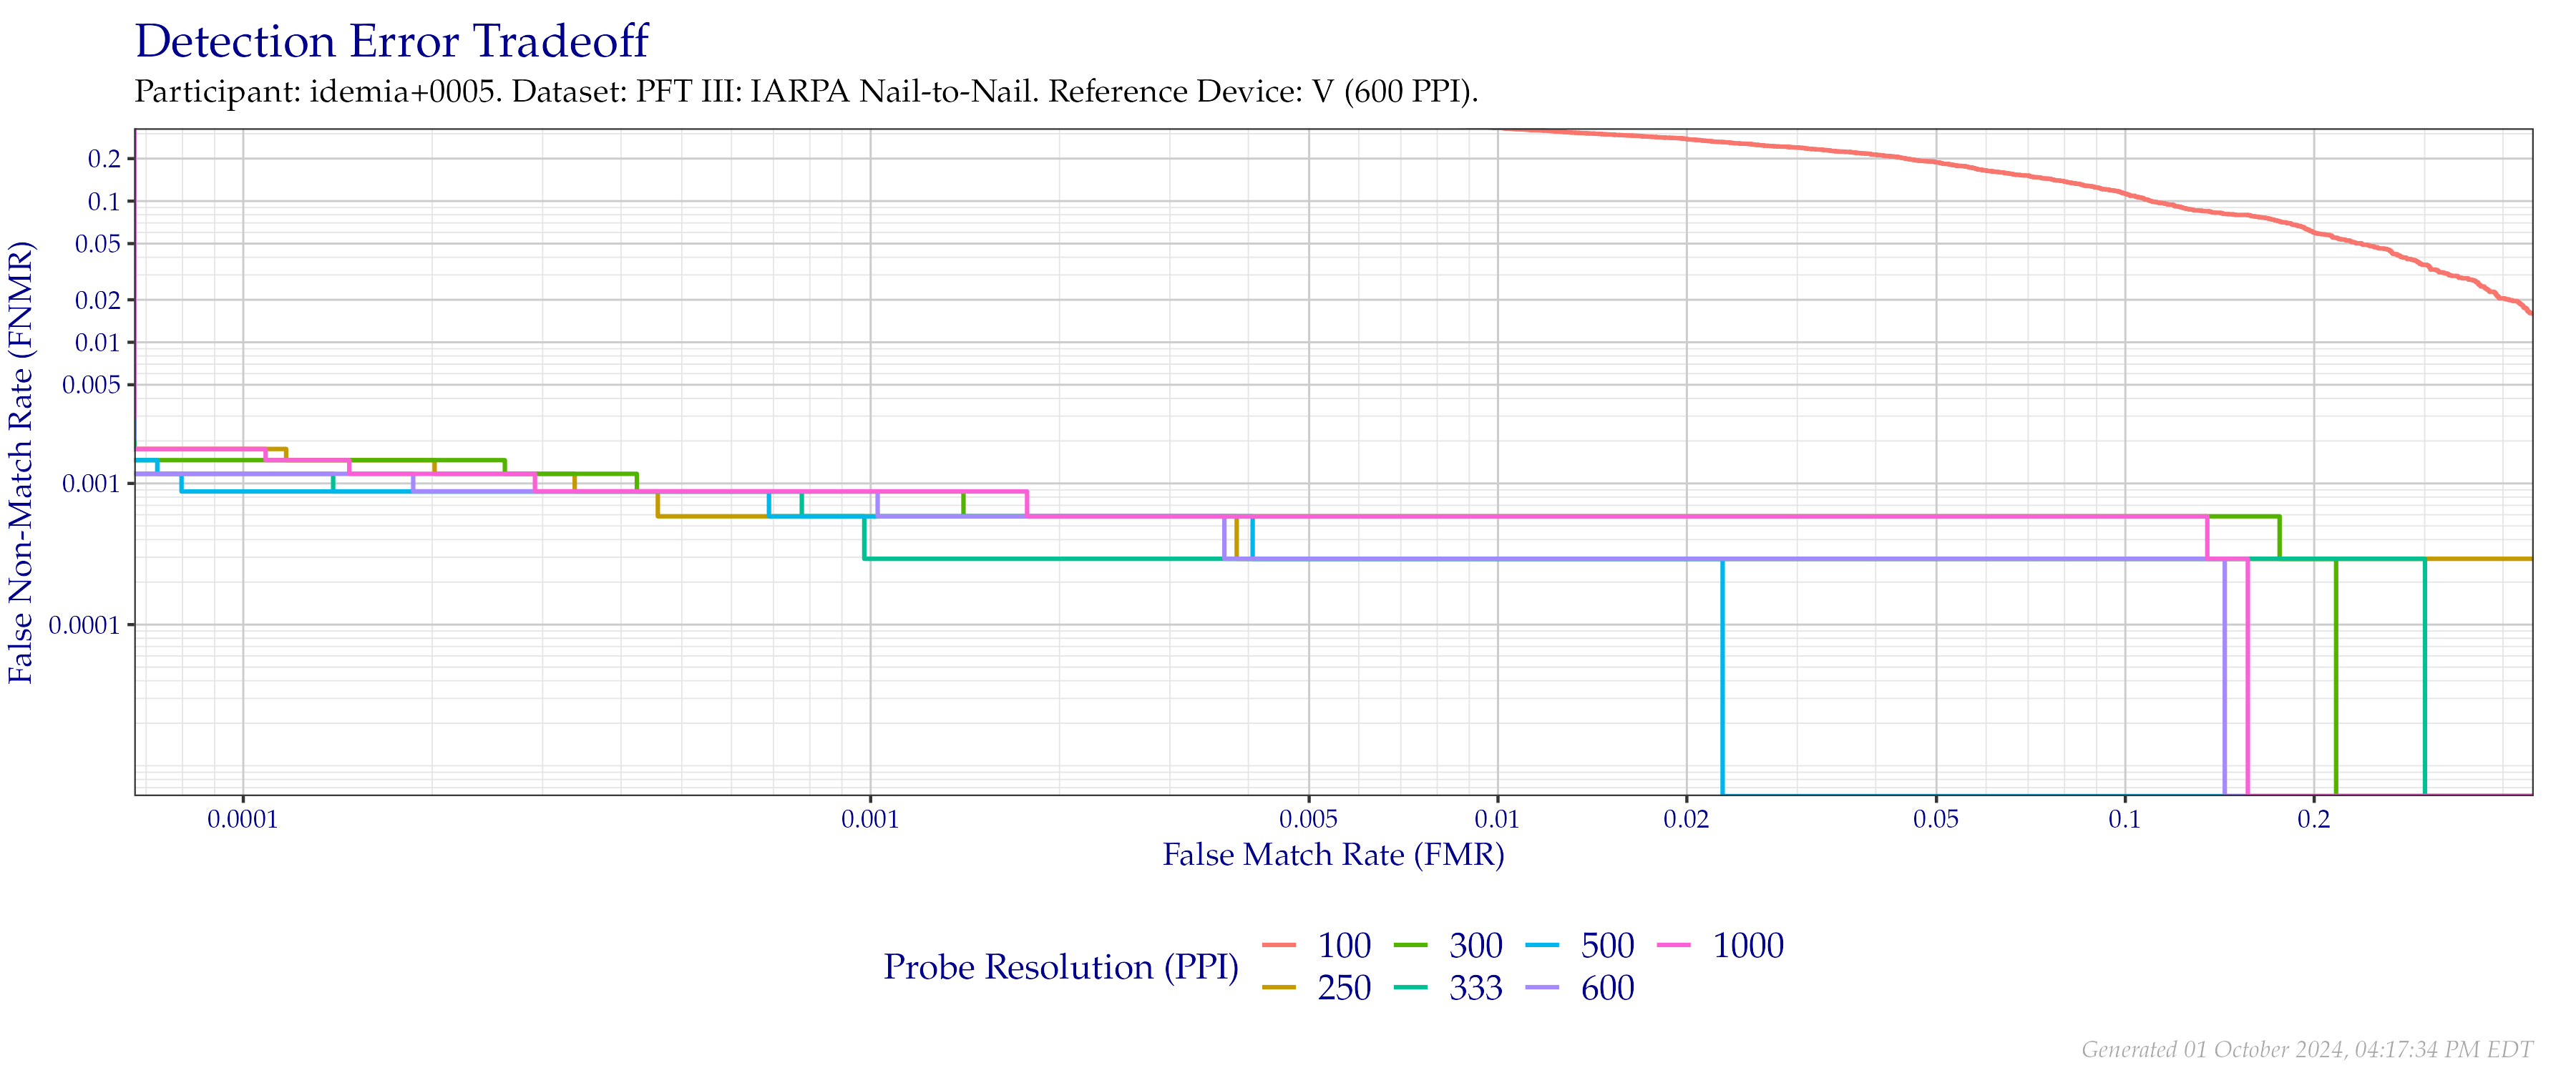 Detection Error Tradeoff
Participant: idemia+0005. Dataset: PFT III: IARPA Nail-to-Nail. Reference Device: V (600 PPI).
False Non-Match Rate (FNMR)
0.2
0.1
0.05
0.02
0.01
0.005
0.001
0.0001
0.0001 0.001 0.005 0.01 0.02 0.05 0.1 0.2
False Match Rate (FMR)
Probe Resolution (PPI)
100 300 500 1000
250 333 600
Generated 01 October 2024, 04:17:34 PM EDT